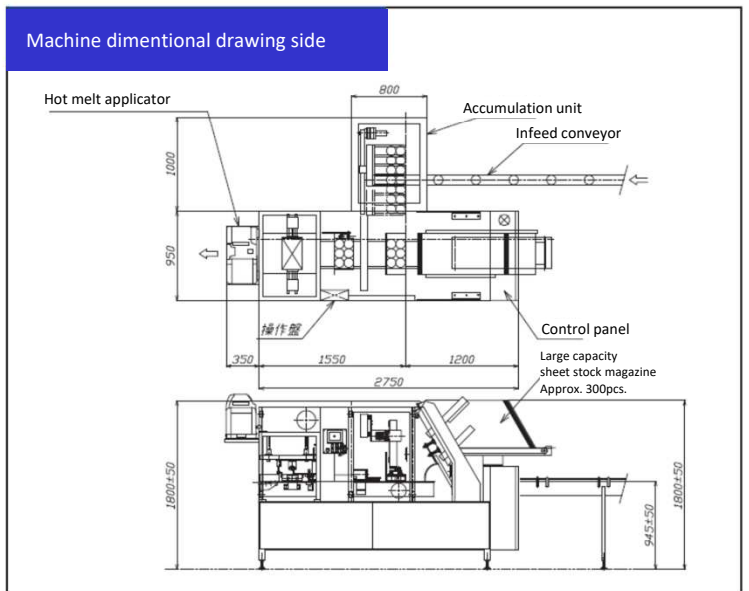 Machine dimentional drawing side
800
Hot melt applicator
Accumulation unit
Infeed conveyor
1000
950
操作盤
Control panel
350
1550
1200
2750
Large capacity
sheet stock magazine
Approx. 300pcs.
1800±50
945±50
1800±50